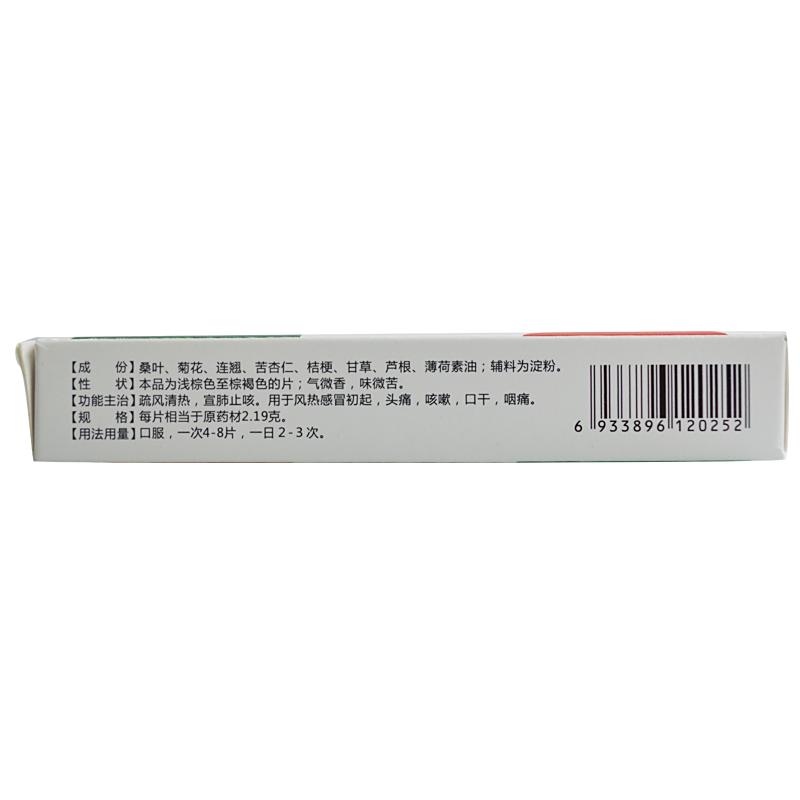 【成　份】桑叶、菊花、连翘、苦杏仁、桔梗、甘草、芦根、薄荷素油；辅料为淀粉。
【性　状】本品为浅棕色至棕褐色的片；气微香，味微苦。
【功能主治】疏风清热，宣肺止咳。用于风热感冒初起，头痛，咳嗽，口干，咽痛。
【规　格】每片相当于原药材2.19克。
【用法用量】口服，一次4-8片，一日2-3次。
6 933896 120252